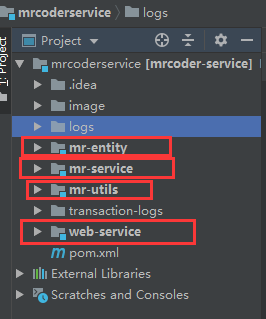 mrcoderservice
logs
1: Project
Project
mrcoderservice [mrcoder-service]
.idea
image
logs
mr-entity
mr-service
mr-utils
transaction-logs
web-service
pom.xml
External Libraries
Scratches and Consoles